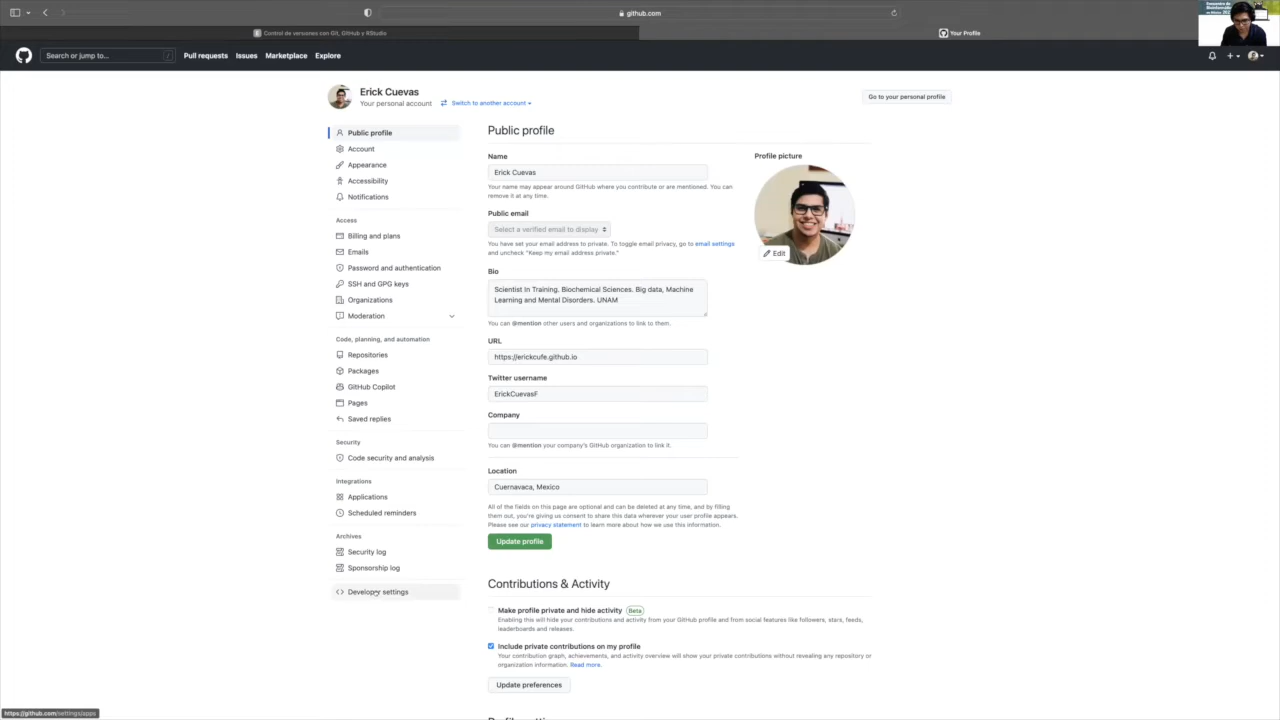 github.com
Control de versiones con Git, GitHub y RStudio
Your Profile
Search or jump to...
/
Pull requests
Issues
Marketplace
Explore
Erick Cuevas
Your personal account
Switch to another account
Go to your personal profile
Public profile
Account
Appearance
Accessibility
Notifications
Access
Billing and plans
Emails
Password and authentication
SSH and GPG keys
Organizations
Moderation
Code, planning, and automation
Repositories
Packages
GitHub Copilot
Pages
Saved replies
Security
Code security and analysis
Integrations
Applications
Scheduled reminders
Archives
Security log
Sponsorship log
Developer settings
Public profile
Name
Erick Cuevas
Your name may appear around GitHub where you contribute or are mentioned. You can
remove it at any time.
Public email
Select a verified email to display
You have set your email address to private. To toggle email privacy, go to email settings
and uncheck "Keep my email address private."
Bio
Scientist In Training. Biochemical Sciences. Big data, Machine
Learning and Mental Disorders. UNAM
You can @mention other users and organizations to link to them.
URL
https://erickcufe.github.io
Twitter username
ErickCuevasF
Company
You can @mention your company's GitHub organization to link it.
Location
Cuernavaca, Mexico
All of the fields on this page are optional and can be deleted at any time, and by filling
them out, you're giving us consent to share this data wherever your user profile appears.
Please see our privacy statement to learn more about how we use this information.
Update profile
Profile picture
Edit
Contributions & Activity
Make profile private and hide activity Beta
Enabling this will hide your contributions and activity from your GitHub profile and from social features like followers, stars, feeds,
leaderboards and releases.
Include private contributions on my profile
Your contribution graph, achievements, and activity overview will show your private contributions without revealing any repository or
organization information. Read more.
Update preferences
https://github.com/settings/apps